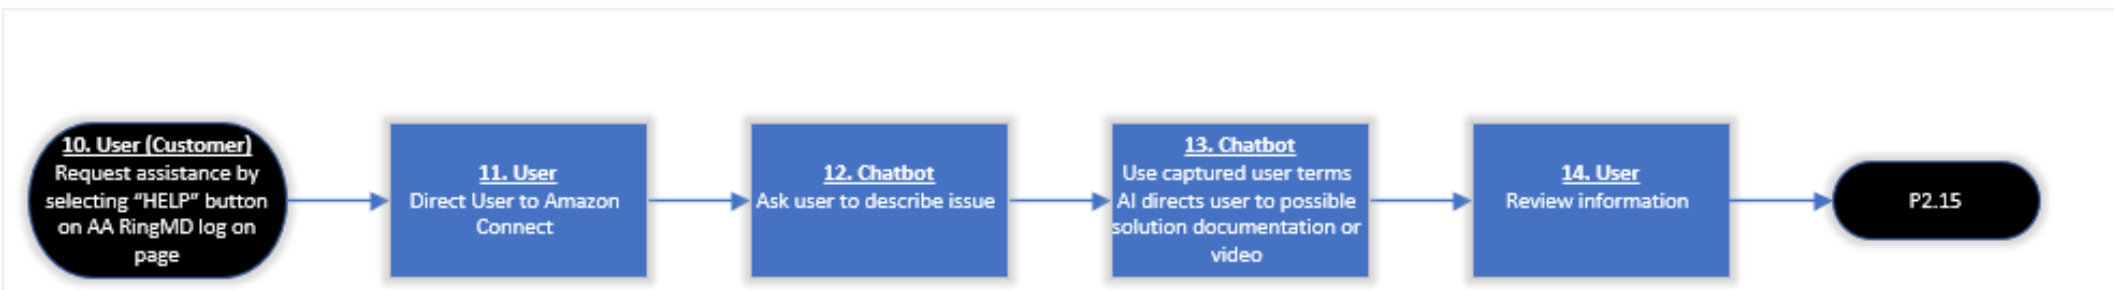 10. User (Customer)
Request assistance by
selecting “HELP” button
on AA RingMD log on
page
11. User
Direct User to Amazon
Connect
12. Chatbot
Ask user to describe issue
13. Chatbot
Use captured user terms
AI directs user to possible
solution documentation or
video
14. User
Review information
P2.15